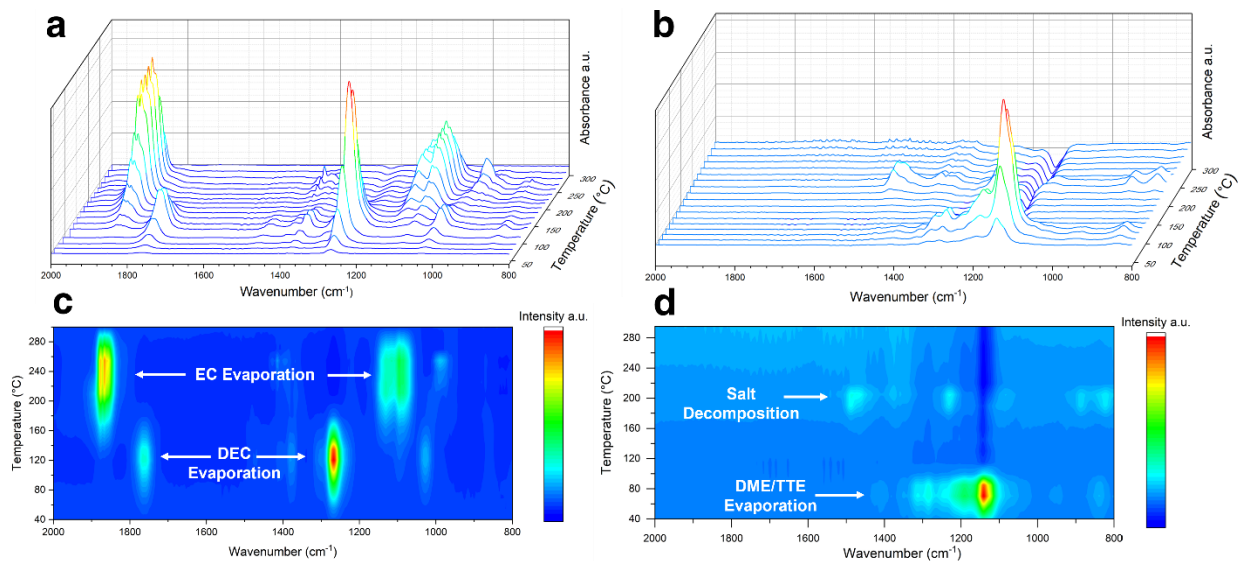 a
Absorbance a.u.
300
250
200
150
100
50
Temperature (°C)
2000 1800 1600 1400 1200 1000 800
Wavenumber (cm-1)
b
Absorbance a.u.
300
250
200
150
100
50
Temperature (°C)
2000 1800 1600 1400 1200 1000 800
Wavenumber (cm-1)
c
Intensity a.u.
280
240
200
160
120
80
40
Temperature (°C)
EC Evaporation
DEC
Evaporation
2000 1800 1600 1400 1200 1000 800
Wavenumber (cm-1)
d
Intensity a.u.
280
240
200
160
120
80
40
Temperature (°C)
Salt
Decomposition
DME/TTE
Evaporation
2000 1800 1600 1400 1200 1000 800
Wavenumber (cm-1)